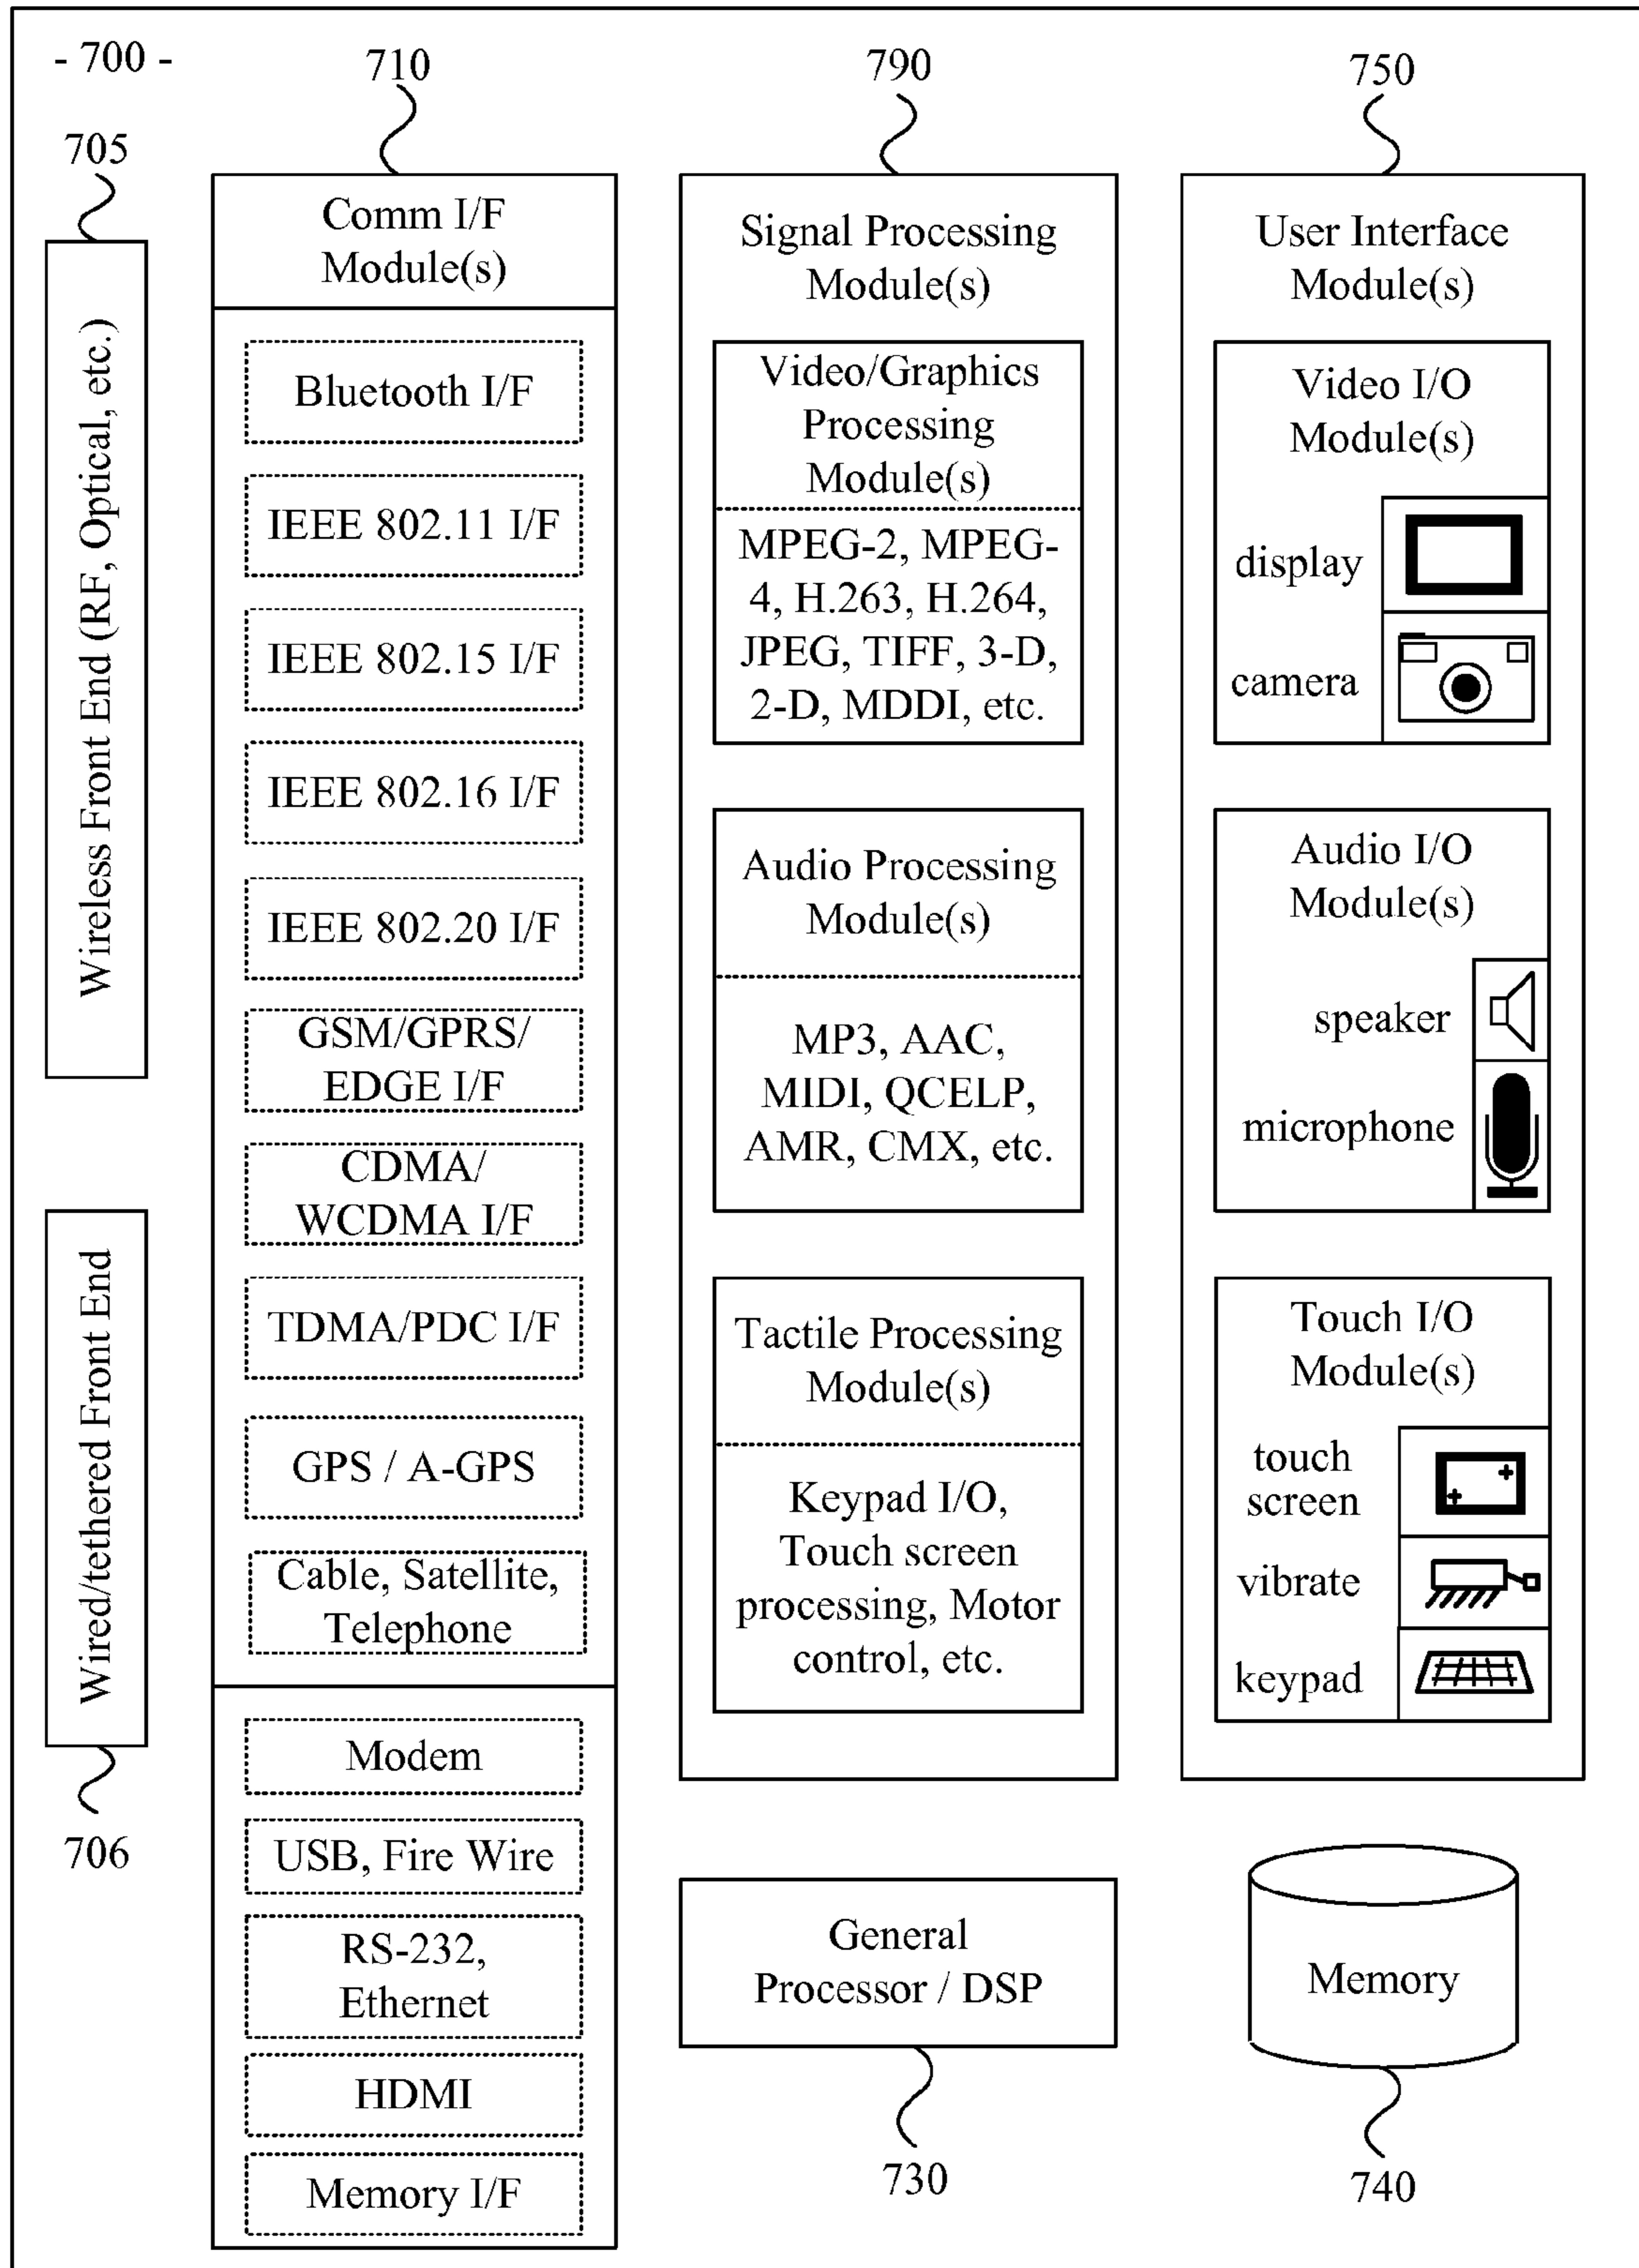 - 700 -
705
Wireless Front End (RF, Optical, etc.)
Wired/tethered Front End
706
710
Comm I/F
Module(s)
Bluetooth I/F
IEEE 802.11 I/F
IEEE 802.15 I/F
IEEE 802.16 I/F
IEEE 802.20 I/F
GSM/GPRS/
EDGE I/F
CDMA/
WCDMA I/F
TDMA/PDC I/F
GPS / A-GPS
Cable, Satellite,
Telephone
Modem
USB, Fire Wire
RS-232,
Ethernet
HDMI
Memory I/F
790
Signal Processing
Module(s)
Video/Graphics
Processing
Module(s)
MPEG-2, MPEG-
4, H.263, H.264,
JPEG, TIFF, 3-D,
2-D, MDDI, etc.
Audio Processing
Module(s)
MP3, AAC,
MIDI, QCELP,
AMR, CMX, etc.
Tactile Processing
Module(s)
Keypad I/O,
Touch screen
processing, Motor
control, etc.
General
Processor / DSP
730
750
User Interface
Module(s)
Video I/O
Module(s)
display
camera
Audio I/O
Module(s)
speaker
microphone
Touch I/O
Module(s)
touch
screen
vibrate
keypad
Memory
740